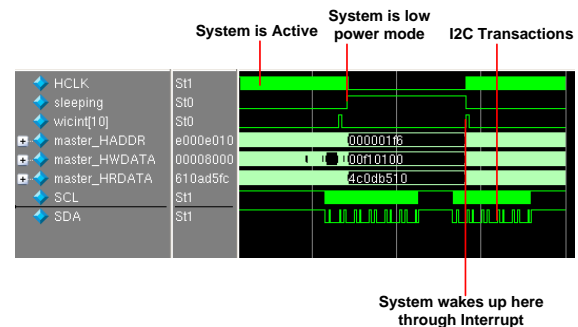 System is Active
System is low
power mode
I2C Transactions
HCLK St1
sleeping St0
wicint[10] St0
master_HADDR e000e010 000001f6
master_HWDATA 00008000 00f10100
master_HRDATA 610ad5fc 4c0db510
SCL St1
SDA St1
System wakes up here
through Interrupt